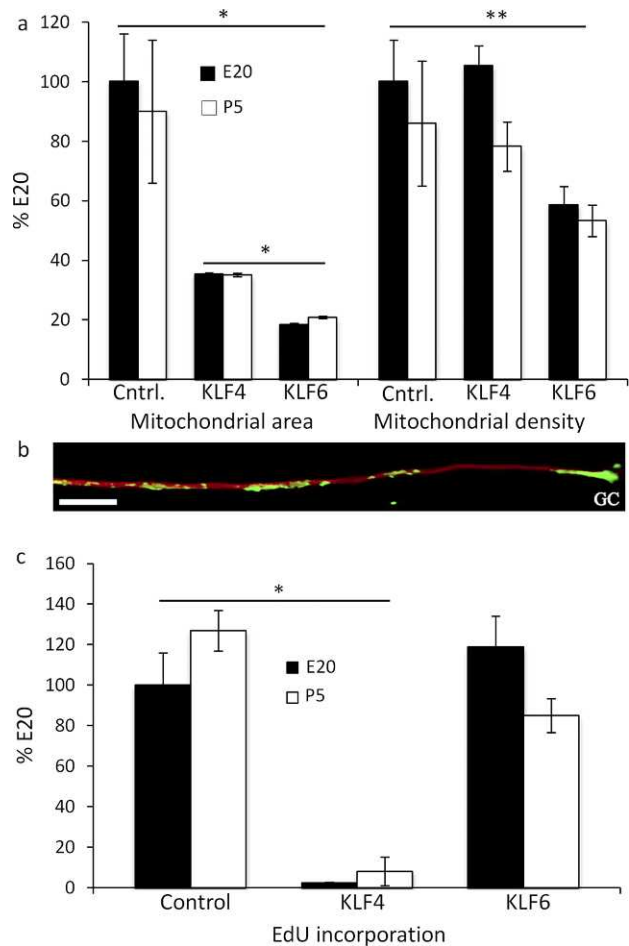 a
*
**
120
100
80
60
40
20
0
% E20
E20
P5
*
Cntrl. KLF4 KLF6 Cntrl. KLF4 KLF6
Mitochondrial area Mitochondrial density
b
GC
c
160
140
120
100
80
60
40
20
0
% E20
*
E20
P5
Control KLF4 KLF6
EdU incorporation